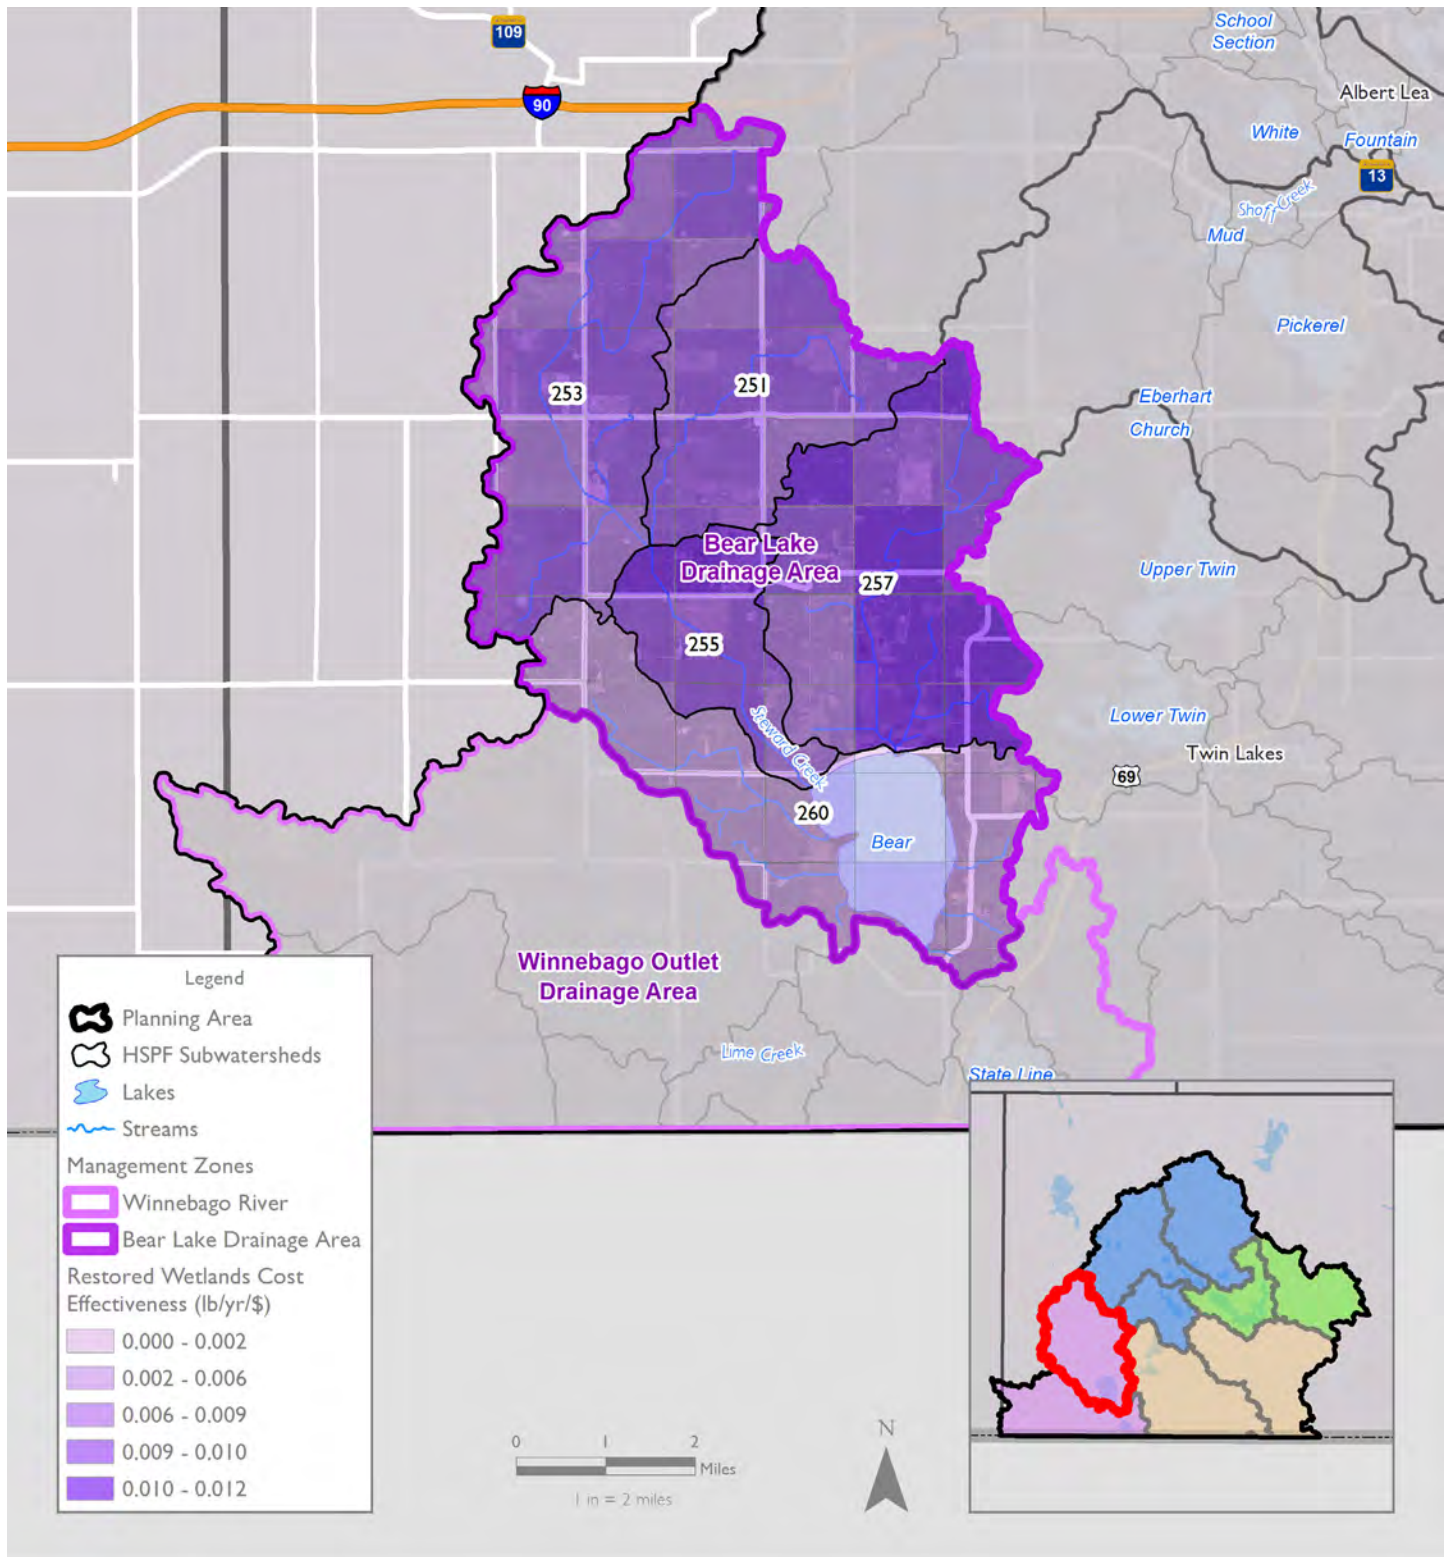 109
90
School
Section
Albert Lea
White
Fountain
13
Shoff Creek
Mud
Pickerel
253
251
Eberhart
Church
Bear Lake
Drainage Area
257
Upper Twin
255
Steward Creek
Lower Twin
Twin Lakes
69
260
Bear
Winnebago Outlet
Drainage Area
Lime Creek
State Line
Legend
Planning Area
HSPF Subwatersheds
Lakes
Streams
Management Zones
Winnebago River
Bear Lake Drainage Area
Restored Wetlands Cost
Effectiveness (lb/yr/$)
0.000 - 0.002
0.002 - 0.006
0.006 - 0.009
0.009 - 0.010
0.010 - 0.012
0 1 2
Miles
1 in = 2 miles
N